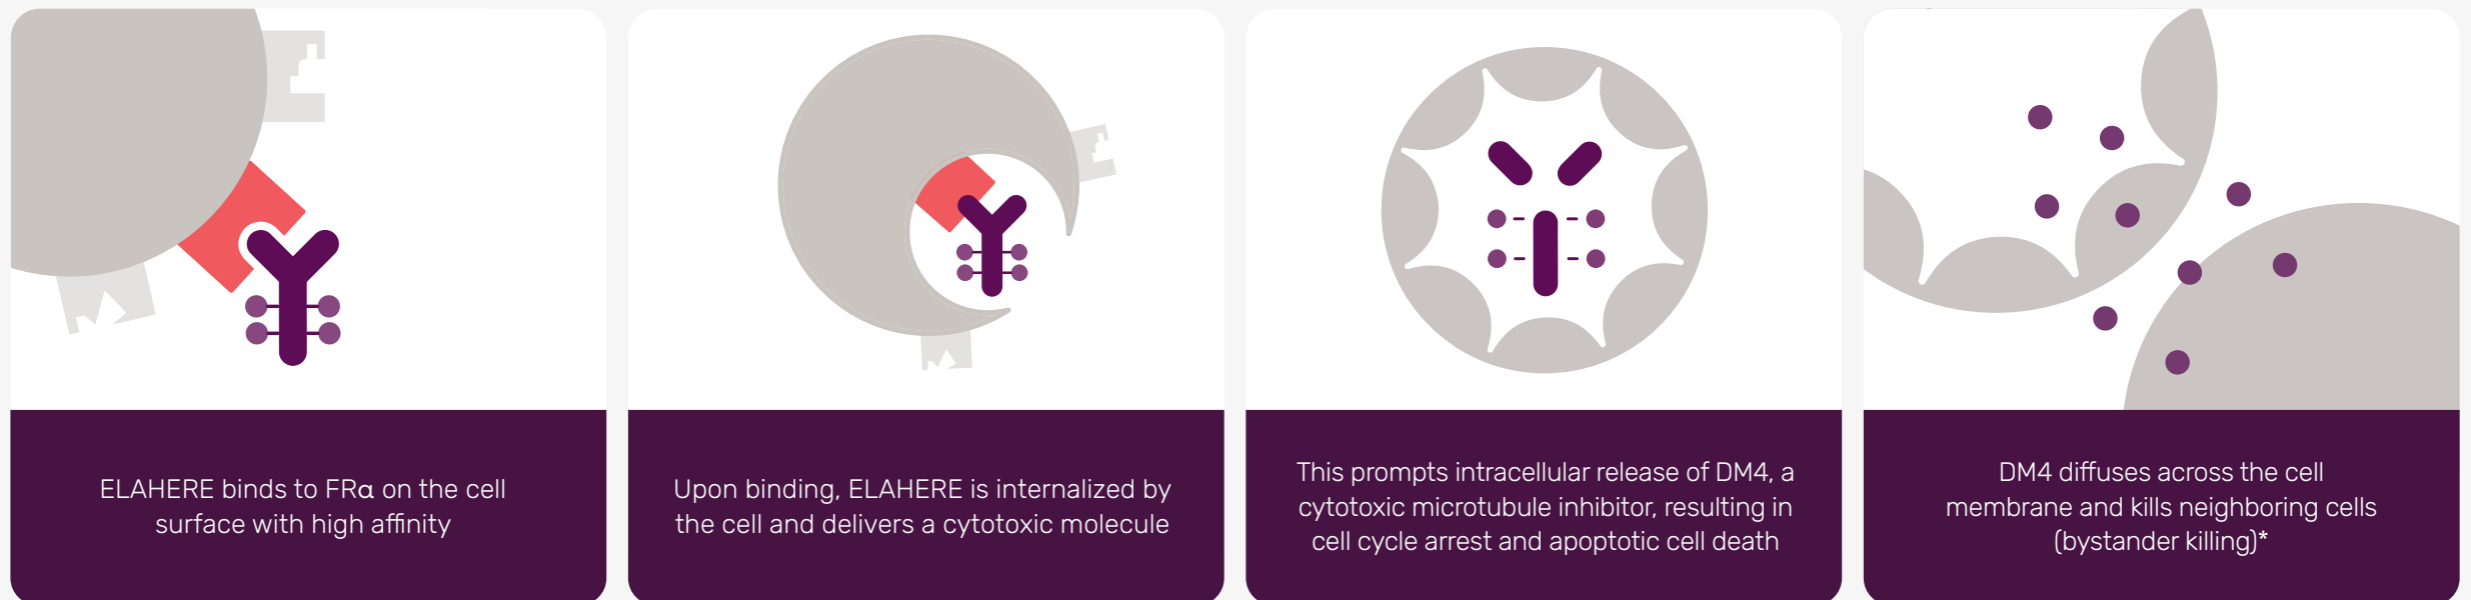 ELAHERE binds to FRα on the cell
surface with high affinity
Upon binding, ELAHERE is internalized by
the cell and delivers a cytotoxic molecule
This prompts intracellular release of DM4, a
cytotoxic microtubule inhibitor, resulting in
cell cycle arrest and apoptotic cell death
DM4 diffuses across the cell
membrane and kills neighboring cells
(bystander killing)*